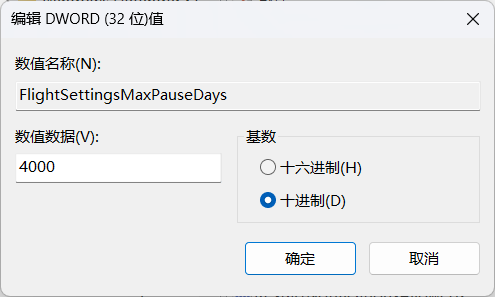 编辑 DWORD (32 位)值
数值名称(N):
FlightSettingsMaxPauseDays
数值数据(V):
4000
基数
十六进制(H)
十进制(D)
确定
取消